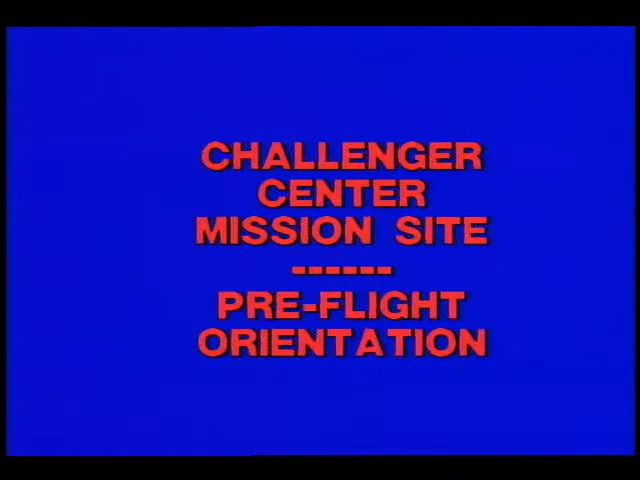 CHALLENGER
CENTER
MISSION SITE
------
PRE-FLIGHT
ORIENTATION